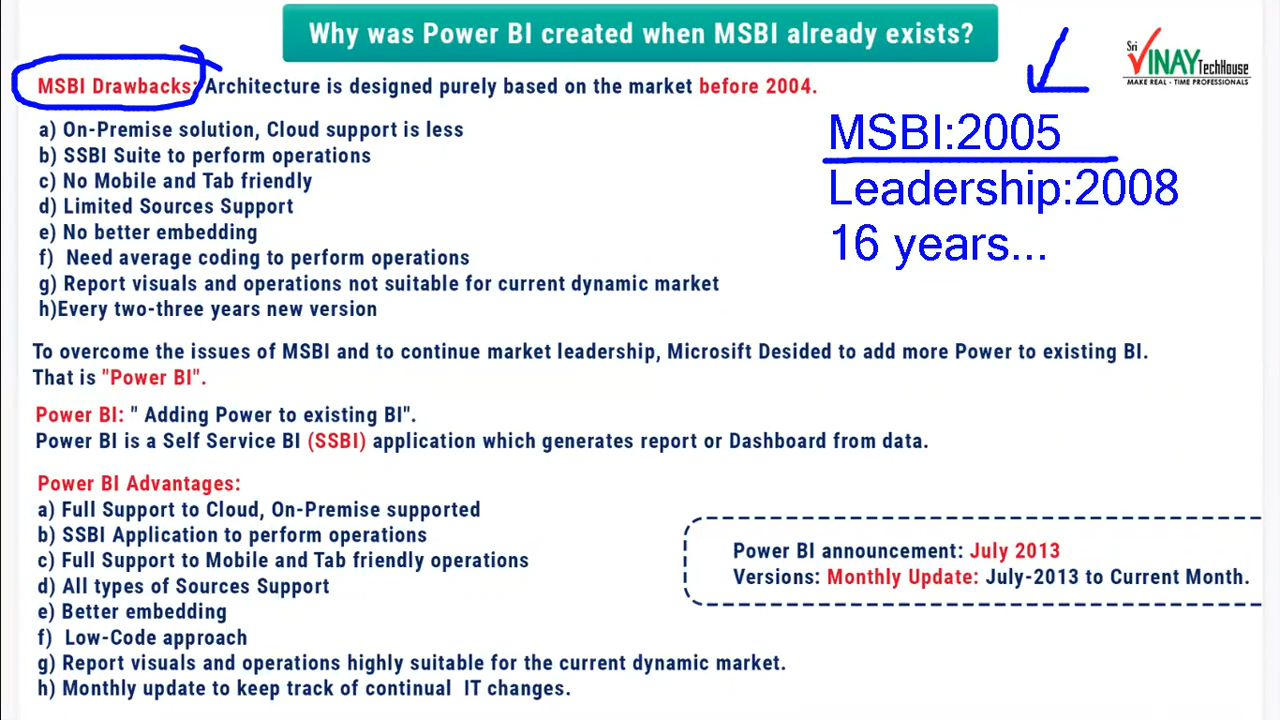 Why was Power BI created when MSBI already exists?
Sri
VINAY TechHouse
MAKE REAL - TIME PROFESSIONALS
MSBI Drawbacks: Architecture is designed purely based on the market before 2004.
a) On-Premise solution, Cloud support is less
b) SSBI Suite to perform operations
c) No Mobile and Tab friendly
d) Limited Sources Support
e) No better embedding
f) Need average coding to perform operations
g) Report visuals and operations not suitable for current dynamic market
h)Every two-three years new version
MSBI:2005
Leadership:2008
16 years...
To overcome the issues of MSBI and to continue market leadership, Microsift Desided to add more Power to existing BI.
That is "Power BI".
Power BI: " Adding Power to existing BI".
Power BI is a Self Service BI (SSBI) application which generates report or Dashboard from data.
Power BI Advantages:
a) Full Support to Cloud, On-Premise supported
b) SSBI Application to perform operations
c) Full Support to Mobile and Tab friendly operations
d) All types of Sources Support
e) Better embedding
f) Low-Code approach
g) Report visuals and operations highly suitable for the current dynamic market.
h) Monthly update to keep track of continual IT changes.
Power BI announcement: July 2013
Versions: Monthly Update: July-2013 to Current Month.